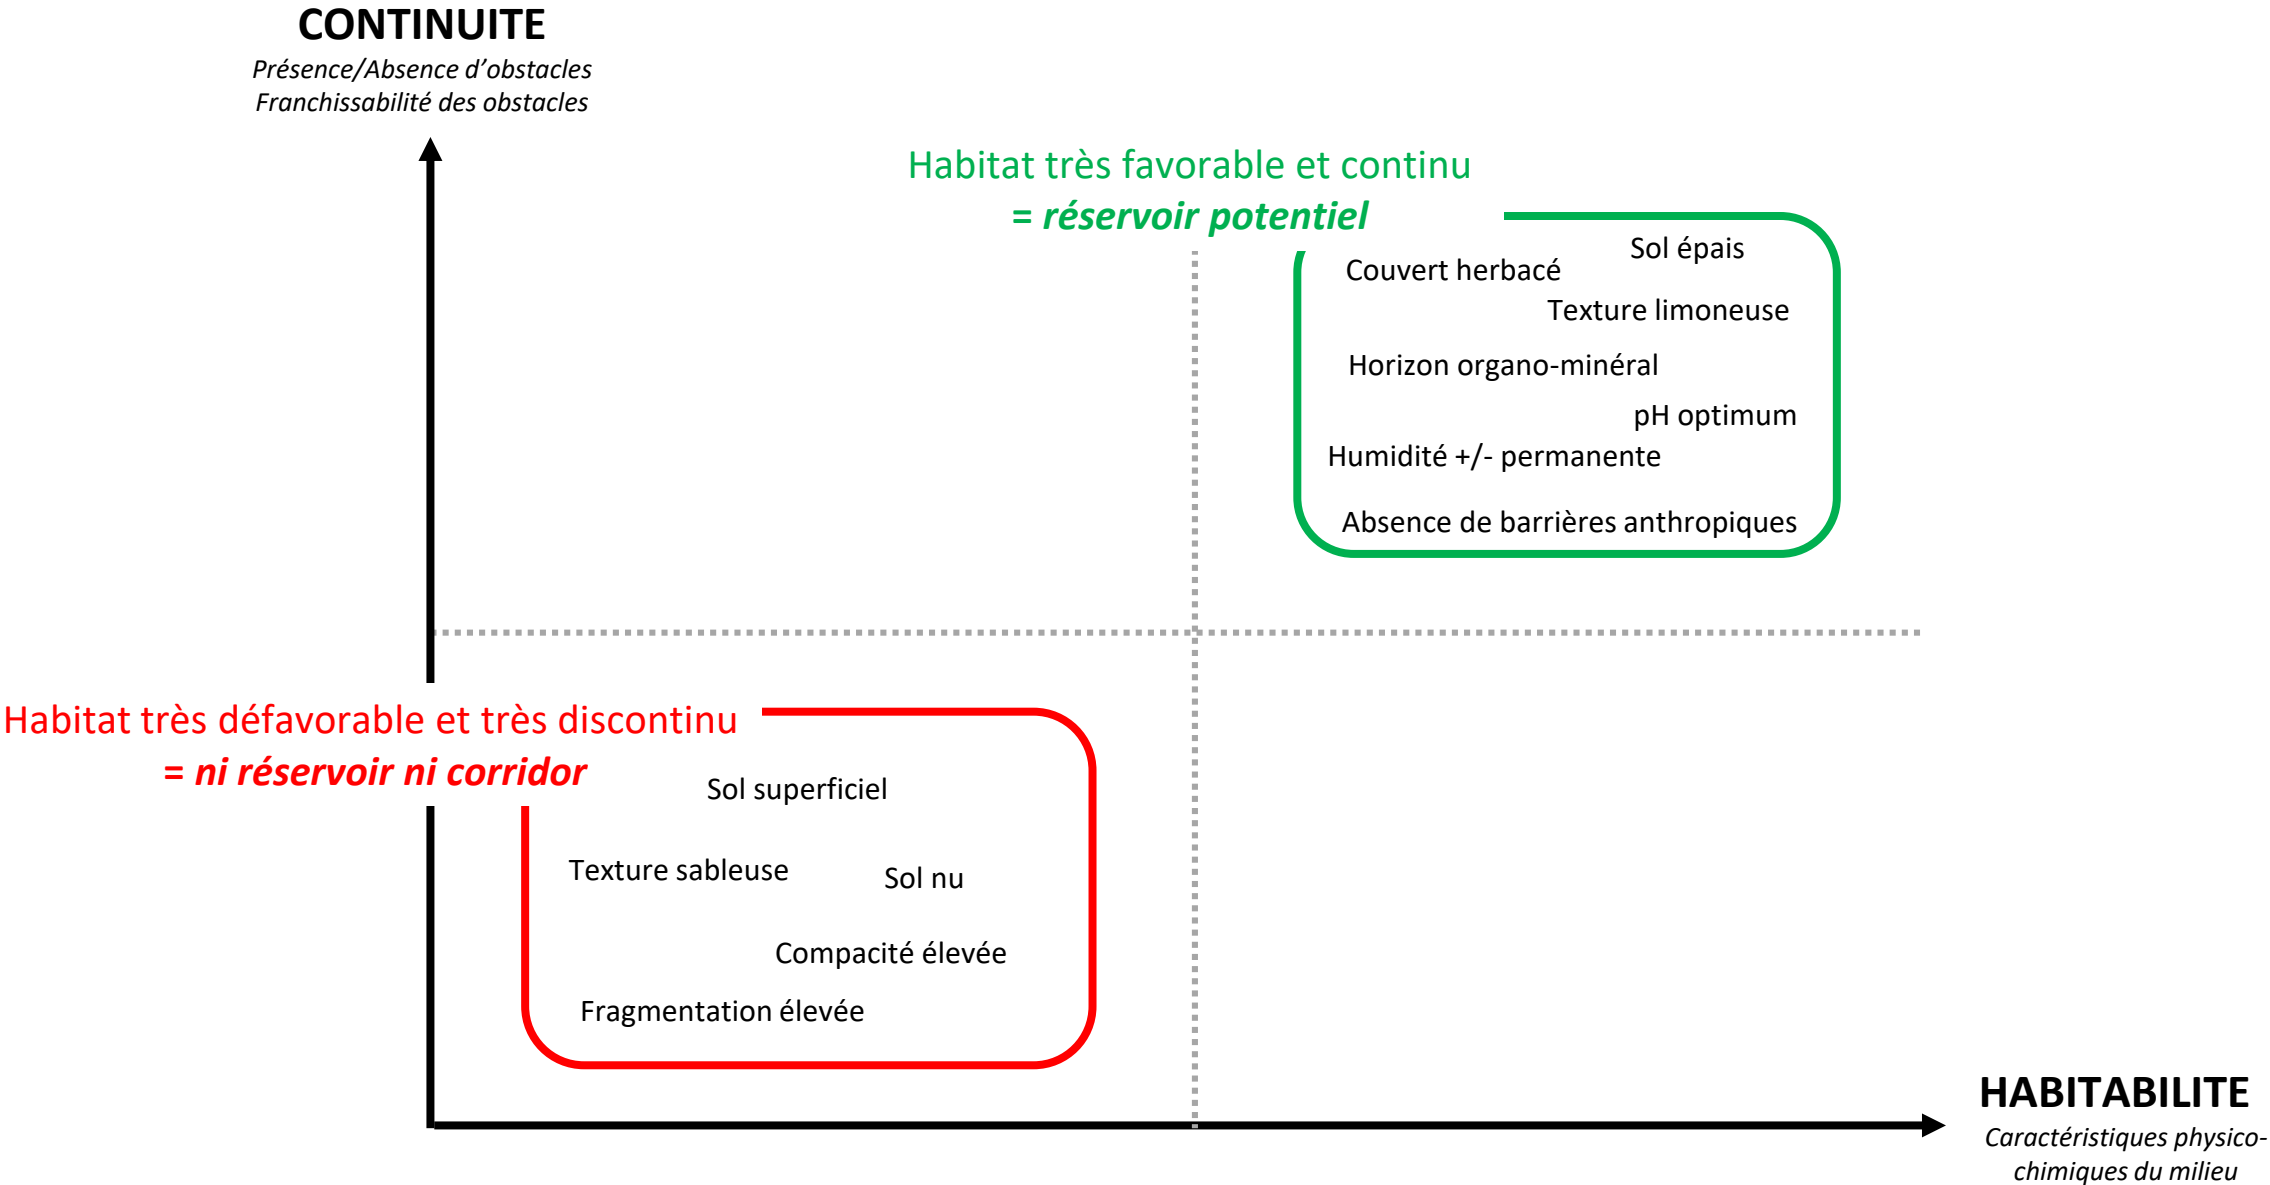 CONTINUITE
Présence/Absence d’obstacles
Franchissabilité des obstacles
Habitat très favorable et continu
= réservoir potentiel
Sol épais
Couvert herbacé
Texture limoneuse
Horizon organo-minéral
pH optimum
Humidité +/- permanente
Absence de barrières anthropiques
Habitat très défavorable et très discontinu
= ni réservoir ni corridor
Sol superficiel
Texture sableuse
Sol nu
Compacité élevée
Fragmentation élevée
HABITABILITE
Caractéristiques physico-
chimiques du milieu